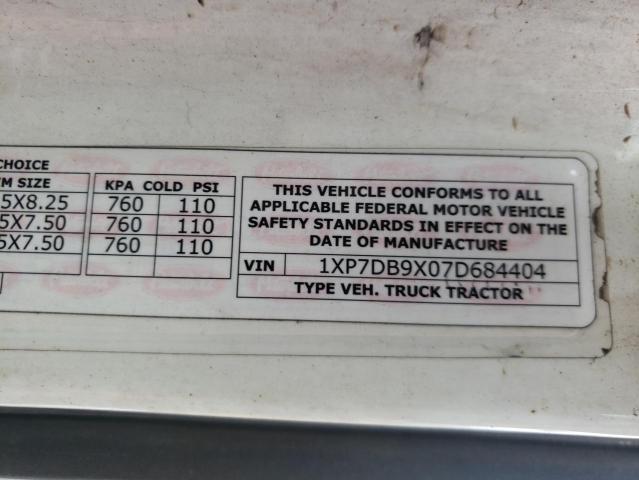 CHOICE
M SIZE
5X8.25
5X7.50
5X7.50
KPA COLD PSI
760 110
760 110
760 110
THIS VEHICLE CONFORMS TO ALL
APPLICABLE FEDERAL MOTOR VEHICLE
SAFETY STANDARDS IN EFFECT ON THE
DATE OF MANUFACTURE
VIN 1XP7DB9X07D684404
TYPE VEH. TRUCK TRACTOR